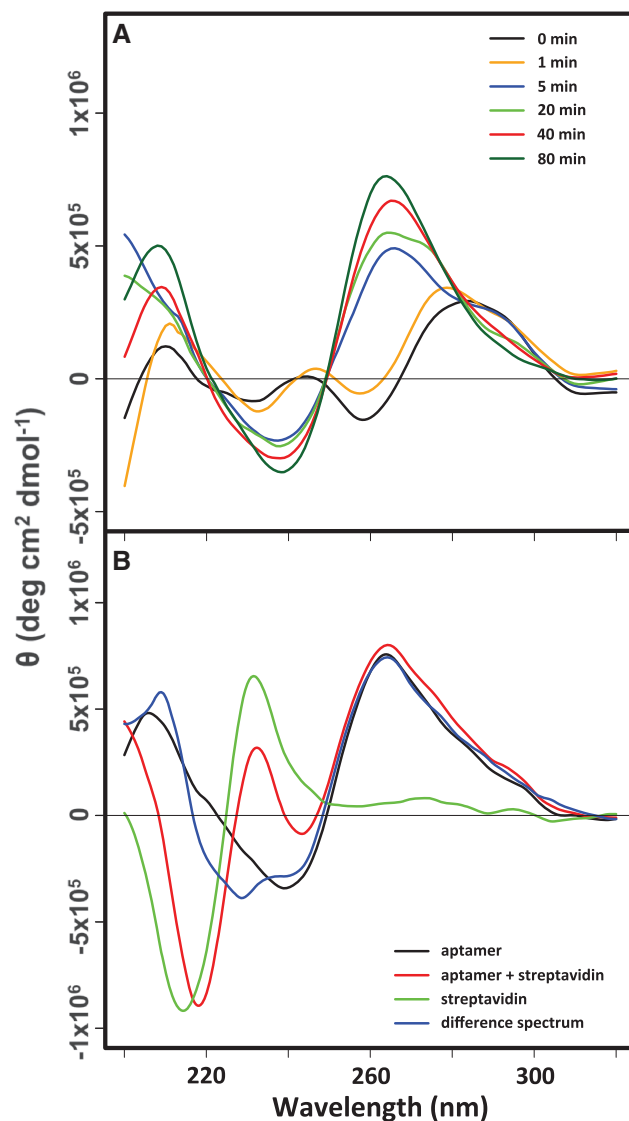 A
0 min
1 min
5 min
20 min
40 min
80 min
1x10⁶
5x10⁵
0
-5x10⁵
B
1x10⁶
5x10⁵
0
-5x10⁵
-1x10⁶
θ (deg cm² dmol⁻¹)
aptamer
aptamer + streptavidin
streptavidin
difference spectrum
220
260
300
Wavelength (nm)